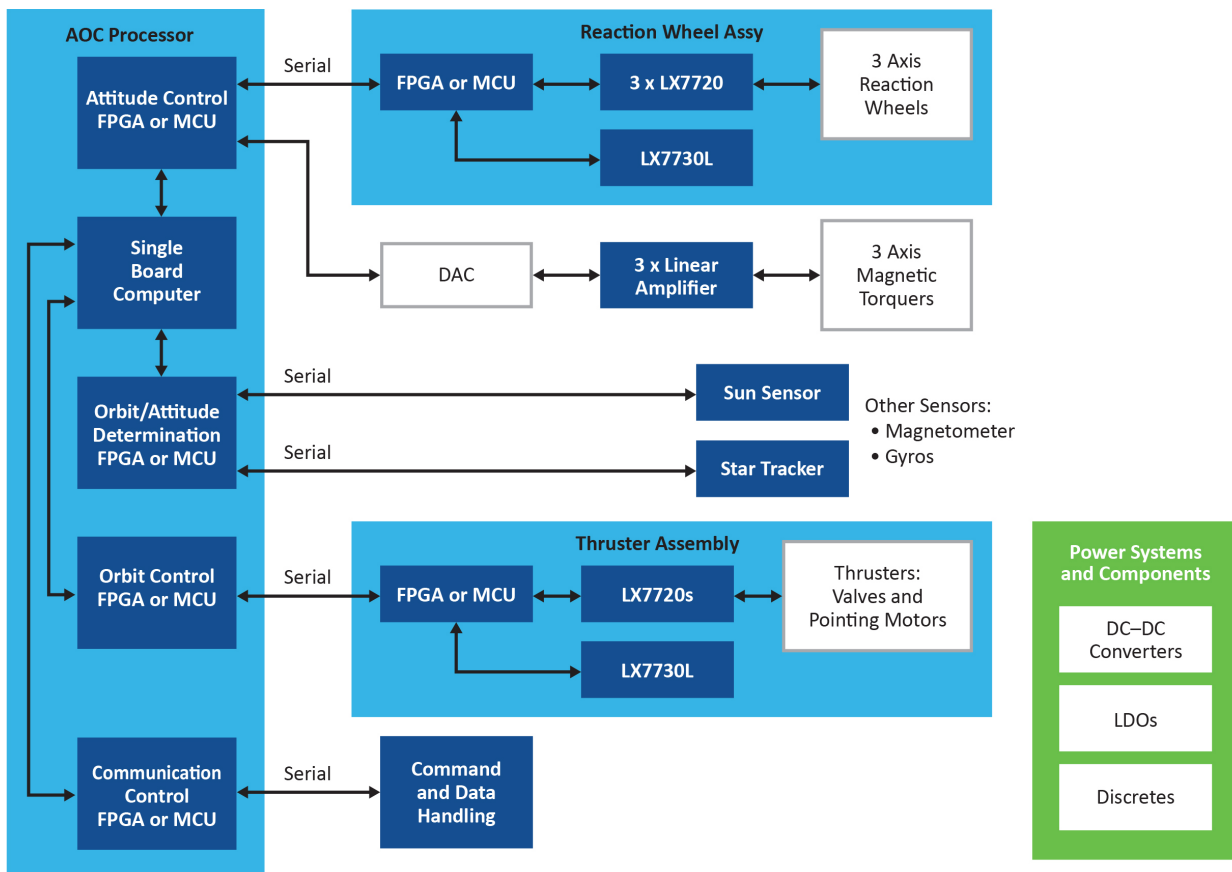 AOC Processor
Attitude Control
FPGA or MCU
Single
Board
Computer
Orbit/Attitude
Determination
FPGA or MCU
Orbit Control
FPGA or MCU
Communication
Control
FPGA or MCU
Serial
Reaction Wheel Assy
FPGA or MCU
3 x LX7720
3 Axis
Reaction
Wheels
LX7730L
DAC
3 x Linear
Amplifier
3 Axis
Magnetic
Torquers
Serial
Sun Sensor
Serial
Star Tracker
Other Sensors:
• Magnetometer
• Gyros
Serial
Thruster Assembly
FPGA or MCU
LX7720s
Thrusters:
Valves and
Pointing Motors
LX7730L
Serial
Command
and Data
Handling
Power Systems
and Components
DC–DC
Converters
LDOs
Discretes